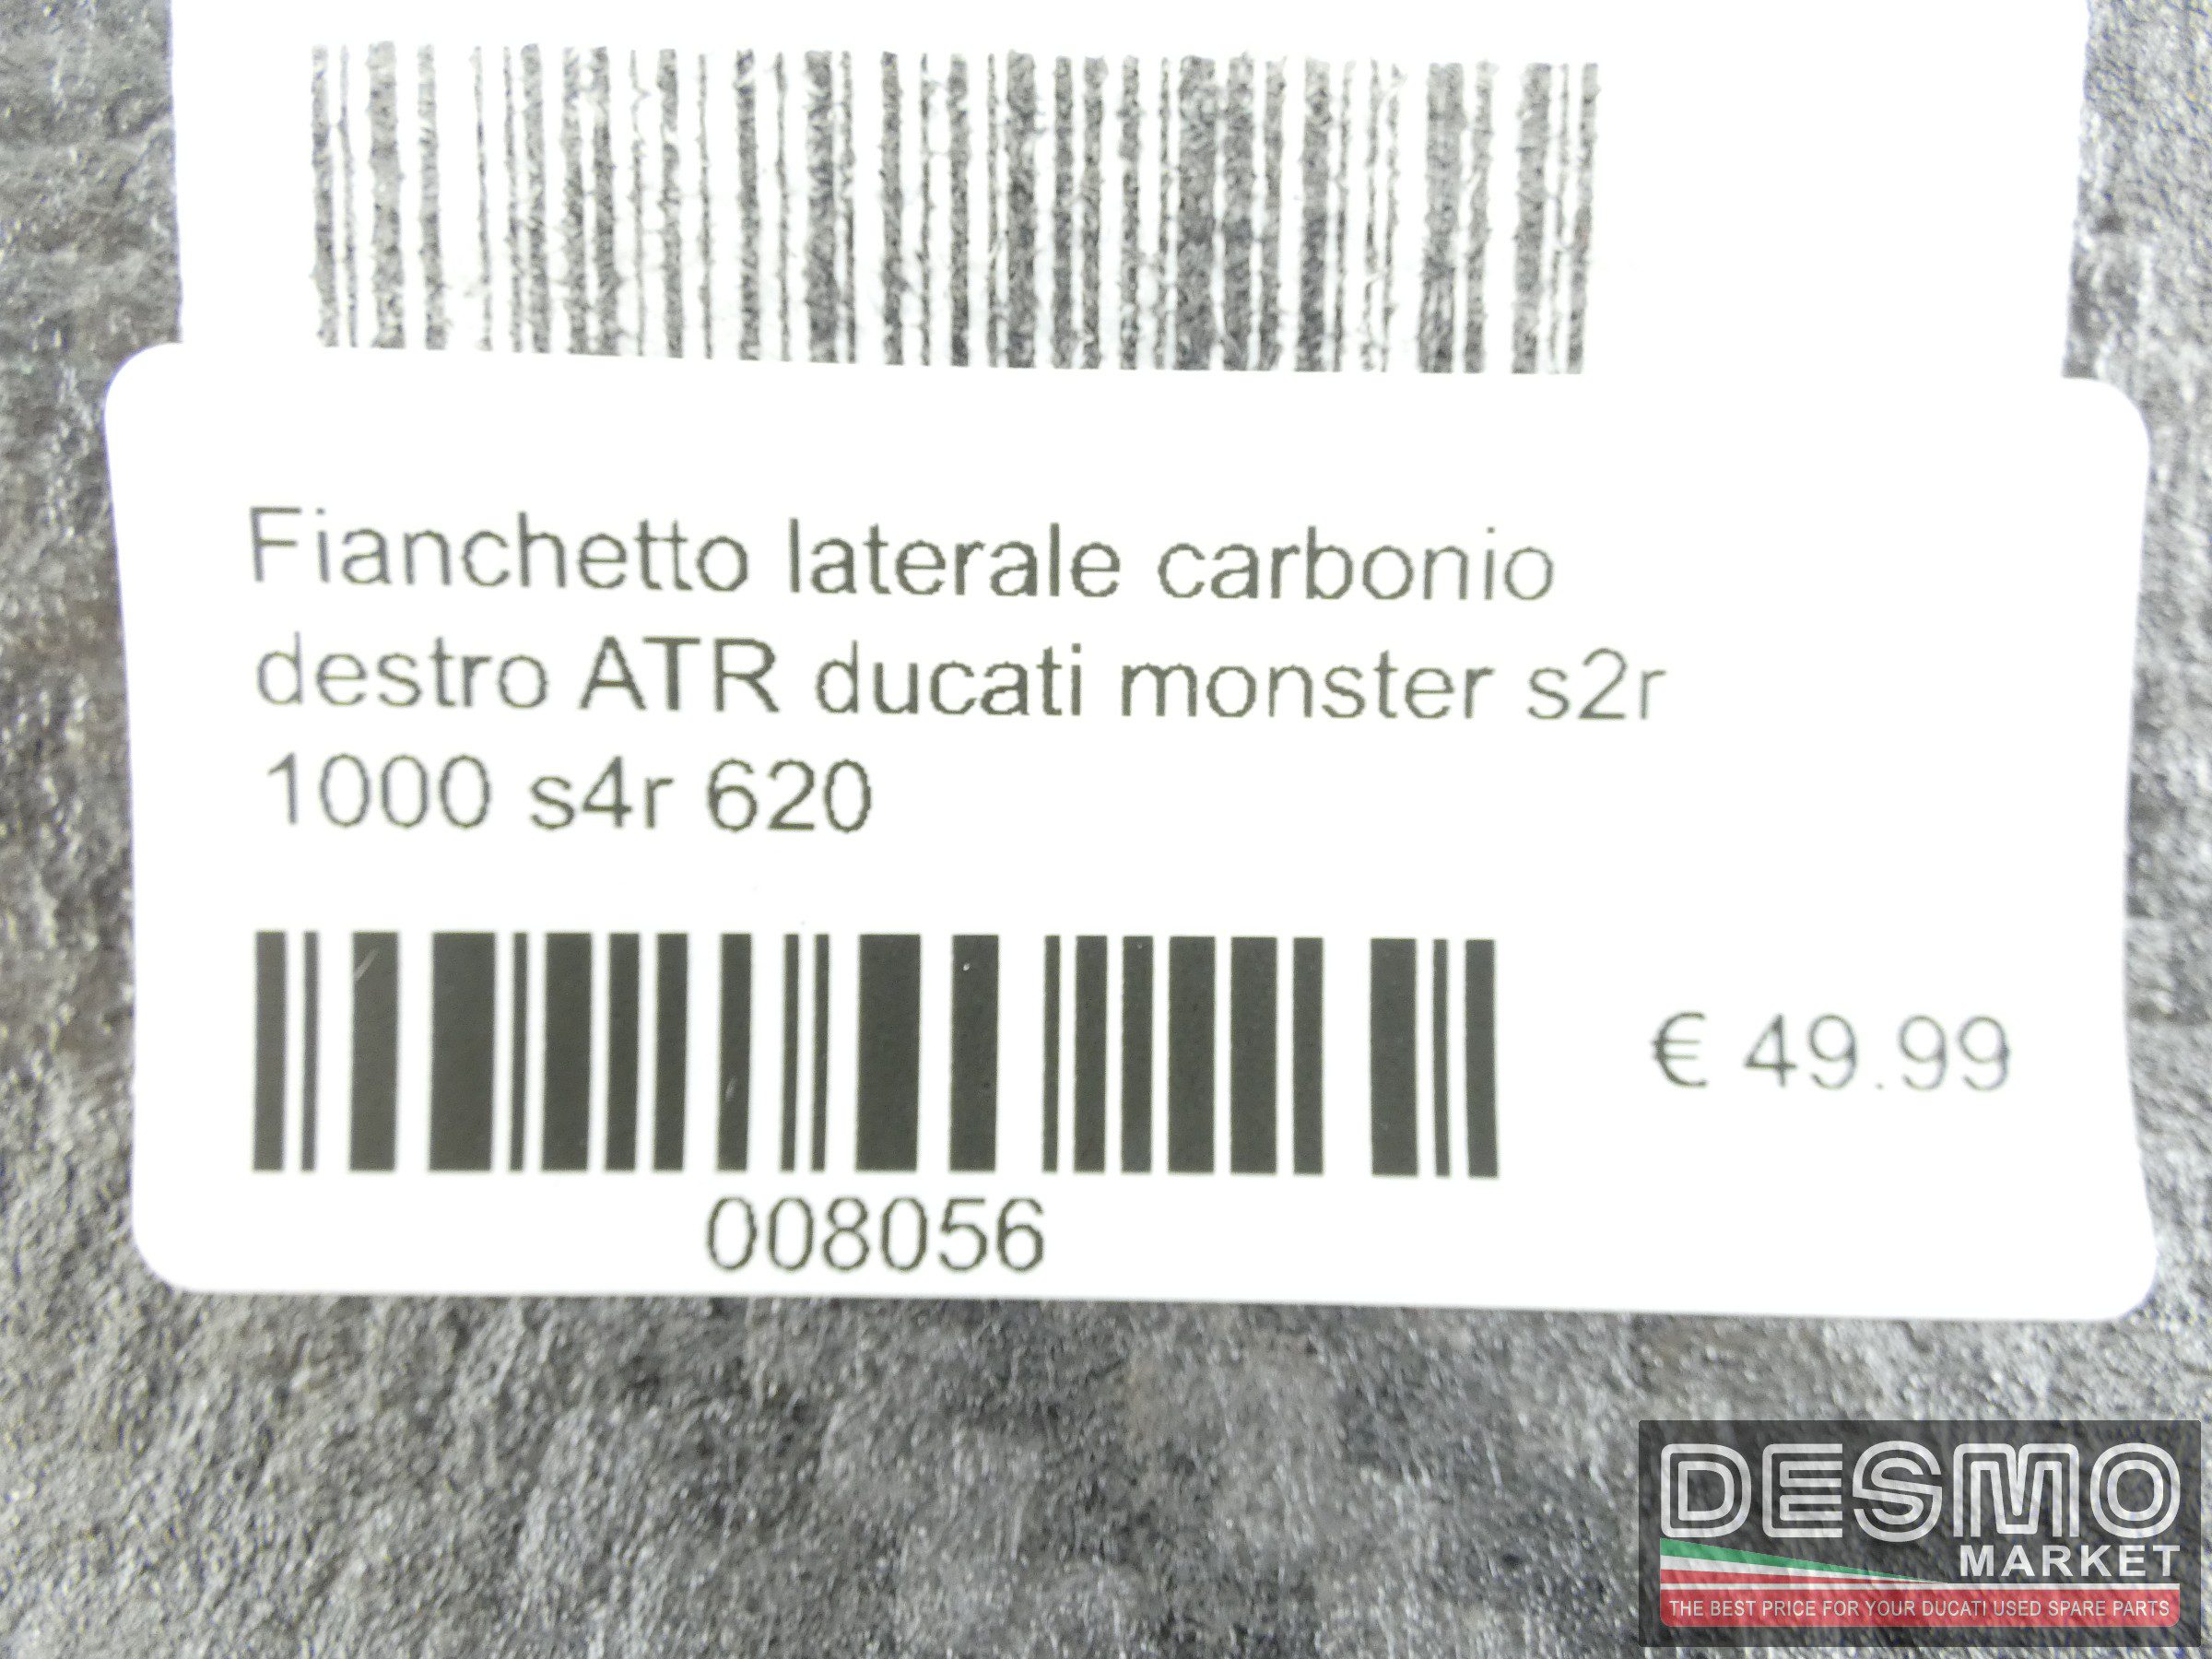 Fianchetto laterale carbonio
destro ATR ducati monster s2r
1000 s4r 620
€ 49.99
008056
DESMO
MARKET
THE BEST PRICE FOR YOUR DUCATI USED SPARE PARTS